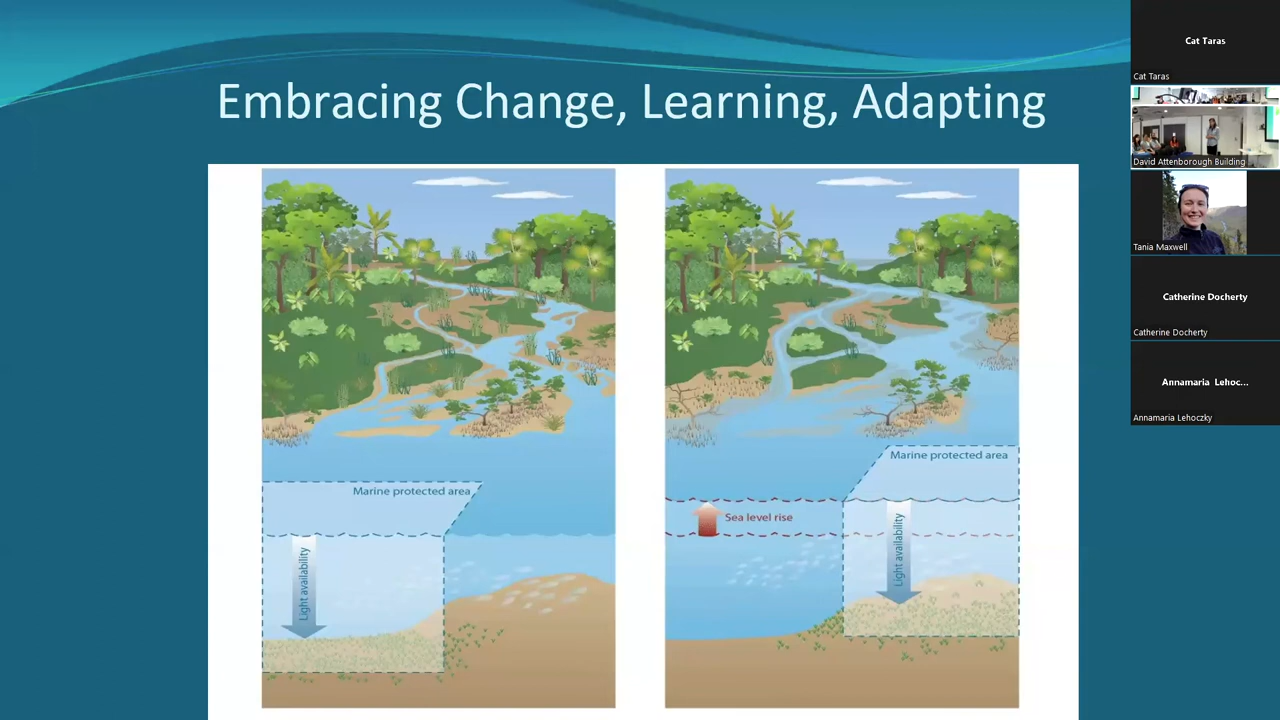 Embracing Change, Learning, Adapting
Marine protected area
Light availability
Marine protected area
Sea level rise
Light availability
Cat Taras
Cat Taras
David Attenborough Building
Tania Maxwell
Catherine Docherty
Catherine Docherty
Annamaria Lehoc...
Annamaria Lehoczky